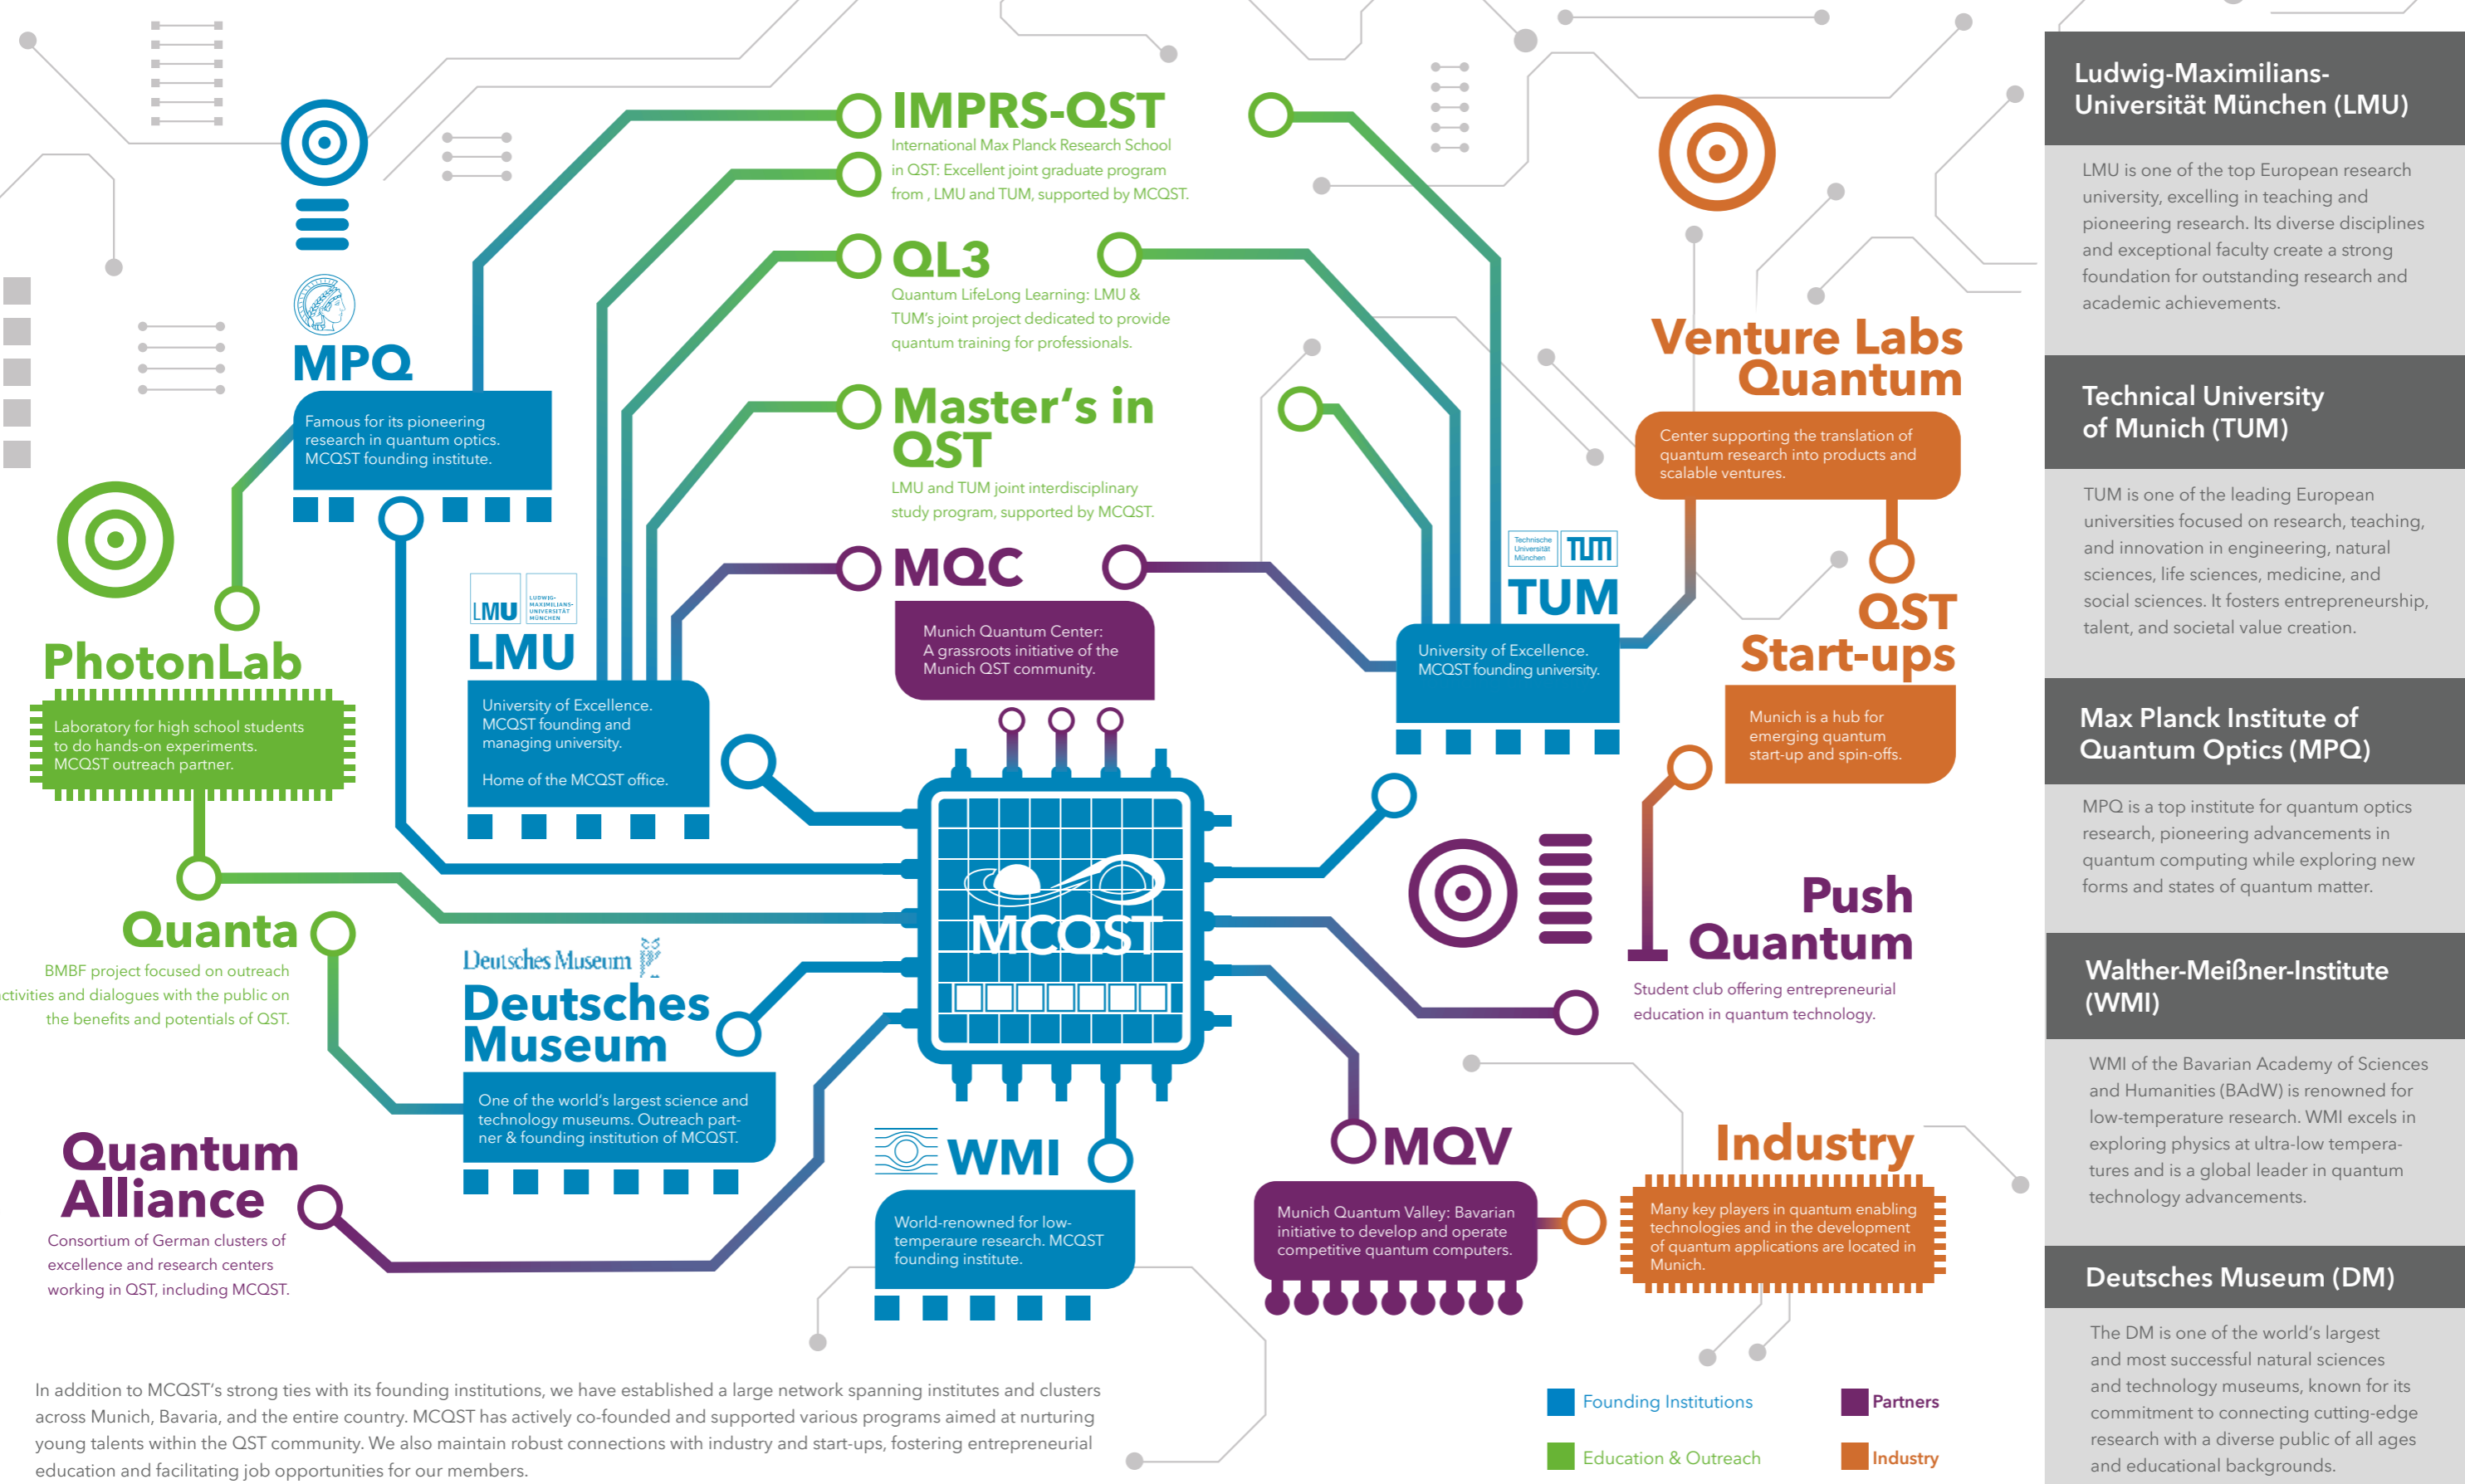 IMPRS-QST
International Max Planck Research School
in QST: Excellent joint graduate program
from , LMU and TUM, supported by MCQST.
QL3
Quantum LifeLong Learning: LMU &
TUM's joint project dedicated to provide
quantum training for professionals.
Master's in
QST
LMU and TUM joint interdisciplinary
study program, supported by MCQST.
MQC
Munich Quantum Center:
A grassroots initiative of the
Munich QST community.
MPQ
Famous for its pioneering
research in quantum optics.
MCQST founding institute.
LMU
LUDWIG-
MAXIMILIANS-
UNIVERSITÄT
MÜNCHEN
LMU
University of Excellence.
MCQST founding and
managing university.
Home of the MCQST office.
PhotonLab
Laboratory for high school students
to do hands-on experiments.
MCQST outreach partner.
Quanta
BMBF project focused on outreach
ctivities and dialogues with the public on
the benefits and potentials of QST.
Deutsches Museum
Deutsches
Museum
One of the world's largest science and
technology museums. Outreach part-
ner & founding institution of MCQST.
Quantum
Alliance
Consortium of German clusters of
excellence and research centers
working in QST, including MCQST.
MCQST
WMI
World-renowned for low-
temperaure research. MCQST
founding institute.
Technische
Universität
München
TUM
TUM
University of Excellence.
MCQST founding university.
Venture Labs
Quantum
Center supporting the translation of
quantum research into products and
scalable ventures.
QST
Start-ups
Munich is a hub for
emerging quantum
start-up and spin-offs.
Push
Quantum
Student club offering entrepreneurial
education in quantum technology.
MQV
Munich Quantum Valley: Bavarian
initiative to develop and operate
competitive quantum computers.
Industry
Many key players in quantum enabling
technologies and in the development
of quantum applications are located in
Munich.
In addition to MCQST's strong ties with its founding institutions, we have established a large network spanning institutes and clusters
across Munich, Bavaria, and the entire country. MCQST has actively co-founded and supported various programs aimed at nurturing
young talents within the QST community. We also maintain robust connections with industry and start-ups, fostering entrepreneurial
education and facilitating job opportunities for our members.
Founding Institutions
Partners
Education & Outreach
Industry
Ludwig-Maximilians-
Universität München (LMU)
LMU is one of the top European research
university, excelling in teaching and
pioneering research. Its diverse disciplines
and exceptional faculty create a strong
foundation for outstanding research and
academic achievements.
Technical University
of Munich (TUM)
TUM is one of the leading European
universities focused on research, teaching,
and innovation in engineering, natural
sciences, life sciences, medicine, and
social sciences. It fosters entrepreneurship,
talent, and societal value creation.
Max Planck Institute of
Quantum Optics (MPQ)
MPQ is a top institute for quantum optics
research, pioneering advancements in
quantum computing while exploring new
forms and states of quantum matter.
Walther-Meißner-Institute
(WMI)
WMI of the Bavarian Academy of Sciences
and Humanities (BAdW) is renowned for
low-temperature research. WMI excels in
exploring physics at ultra-low tempera-
tures and is a global leader in quantum
technology advancements.
Deutsches Museum (DM)
The DM is one of the world's largest
and most successful natural sciences
and technology museums, known for its
commitment to connecting cutting-edge
research with a diverse public of all ages
and educational backgrounds.